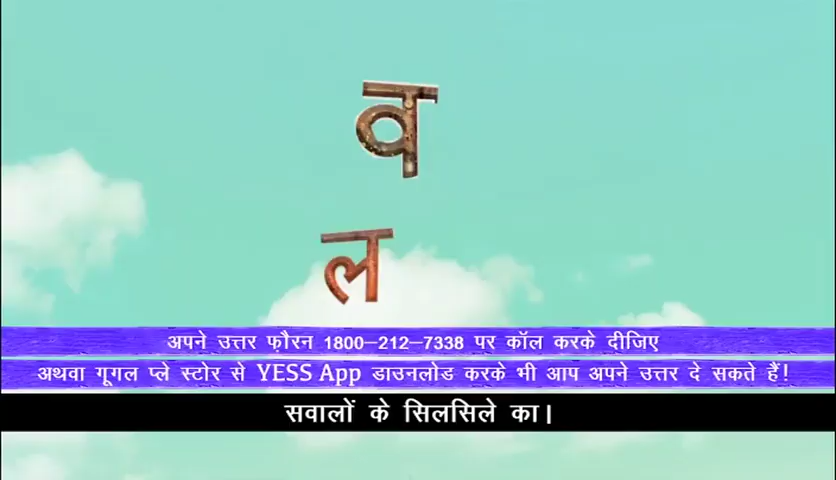 व
ल
अपने उत्तर फ़ौरन 1800-212-7338 पर कॉल करके दीजिए
अथवा गूगल प्ले स्टोर से YESS App डाउनलोड करके भी आप अपने उत्तर दे सकते हैं!
सवालों के सिलसिले का।